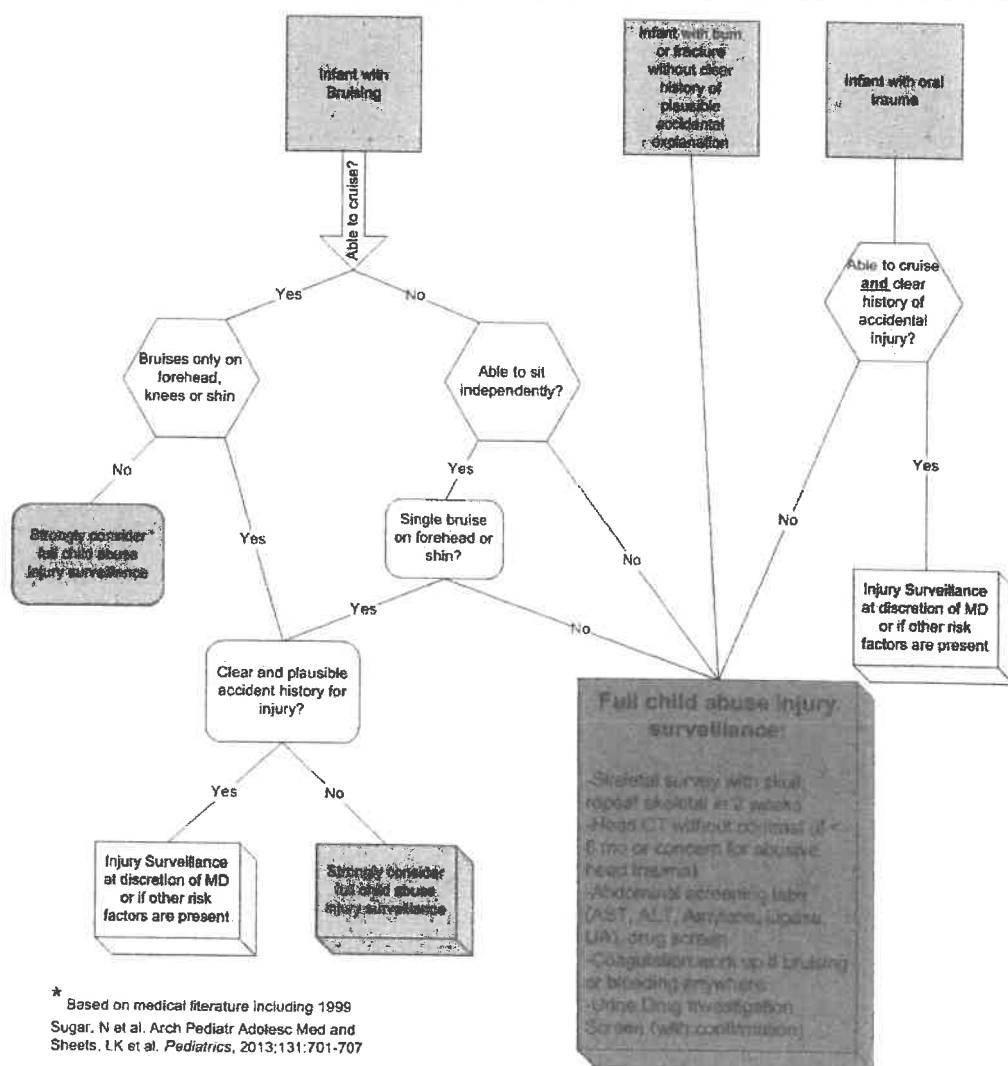 Infant with
Bruising
Infant with burn
or fracture
without clear
history of
plausible
accidental
explanation
Infant with oral
trauma
Able to cruise?
Able to cruise
and clear
history of
accidental
injury?
Yes
No
Bruises only on
forehead,
knees or shin
Able to sit
independently?
No
Yes
Yes
Strongly consider
full child abuse
injury surveillance
Yes
Single bruise
on forehead or
shin?
No
No
Yes
No
Injury Surveillance
at discretion of MD
or if other risk
factors are present
Clear and plausible
accident history for
injury?
Full child abuse injury
surveillance:
-Skeletal survey with skull,
repeat skeletal in 2 weeks
-Head CT without contrast (if <
6 mo or concern for abusive
head trauma)
-Abdominal screening labs
(AST, ALT, Amylase, Lipase,
UA), drug screen
-Coagulation work up if bruising
or bleeding anywhere
-Urine Drug Investigation
Screen (with confirmation)
Yes
No
Injury Surveillance
at discretion of MD
or if other risk
factors are present
Strongly consider
full child abuse
injury surveillance
* Based on medical literature including 1999
Sugar, N et al. Arch Pediatr Adolesc Med and
Sheets, LK et al. Pediatrics, 2013;131:701-707